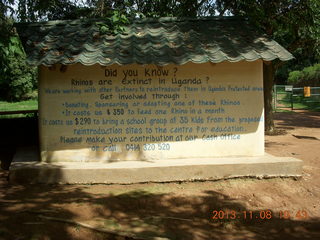 Did you Know ?
Rhinos are Extinct in Uganda ?
We are working with other Partners to reintroduce them in Uganda Protected areas
Get involved through :
• Donating, Sponsoring or adopting one of these Rhinos.
• It costs us $ 350 to feed one Rhino in a month
It costs us $ 290 to bring a school group of 35 kids from the proposed
reintroduction sites to the centre for education
Please make your contribution at our cash office
or call 0414 320 520
2013.11.08